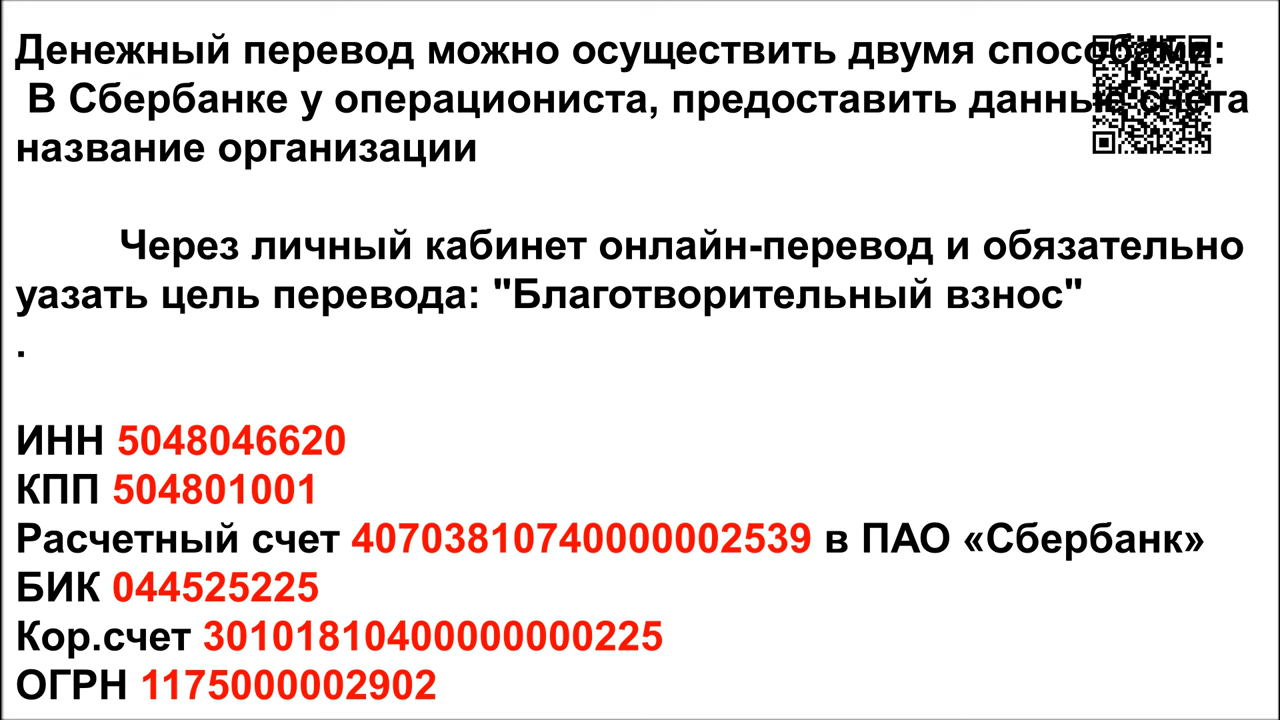 Денежный перевод можно осуществить двумя способами:
В Сбербанке у операциониста, предоставить данные счета
название организации
Через личный кабинет онлайн-перевод и обязательно
уазать цель перевода: "Благотворительный взнос"
.
ИНН 5048046620
КПП 504801001
Расчетный счет 40703810740000002539 в ПАО «Сбербанк»
БИК 044525225
Кор.счет 30101810400000000225
ОГРН 1175000002902